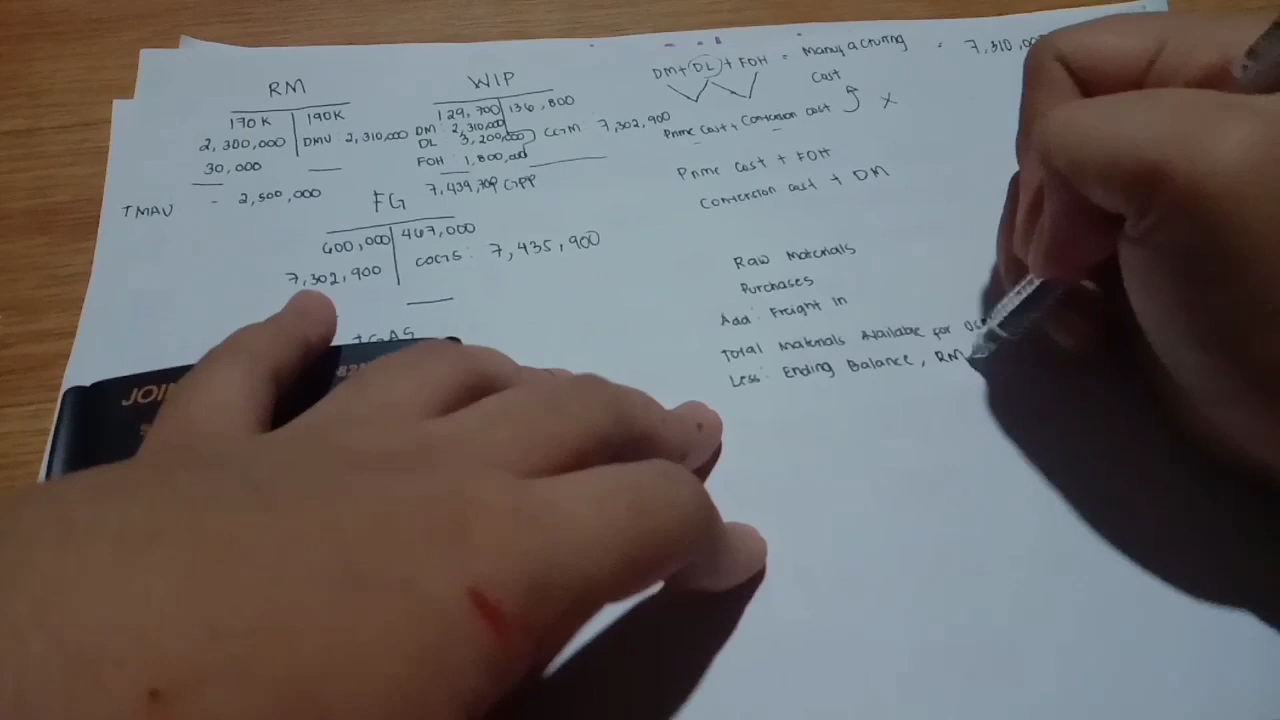 RM
170K 190K
2,300,000 DMU: 2,310,000
30,000
TMAU - 2,500,000
WIP
129,700 136,800
DM: 2,310,000
DL 3,200,000 CGM: 7,302,900
FOH: 1,800,000
7,439,700 GPP
FG
600,000 467,000
7,302,900 COGS: 7,435,900
TGAS
JOIN
DM + DL + FOH = Manufacturing Cost = 7,310,00
Prime Cost + Conversion cost X
Prime Cost + FOH
Conversion cost + DM
Raw Materials
Purchases
Add: Freight in
Total Materials Available for Use
Less: Ending Balance, RM